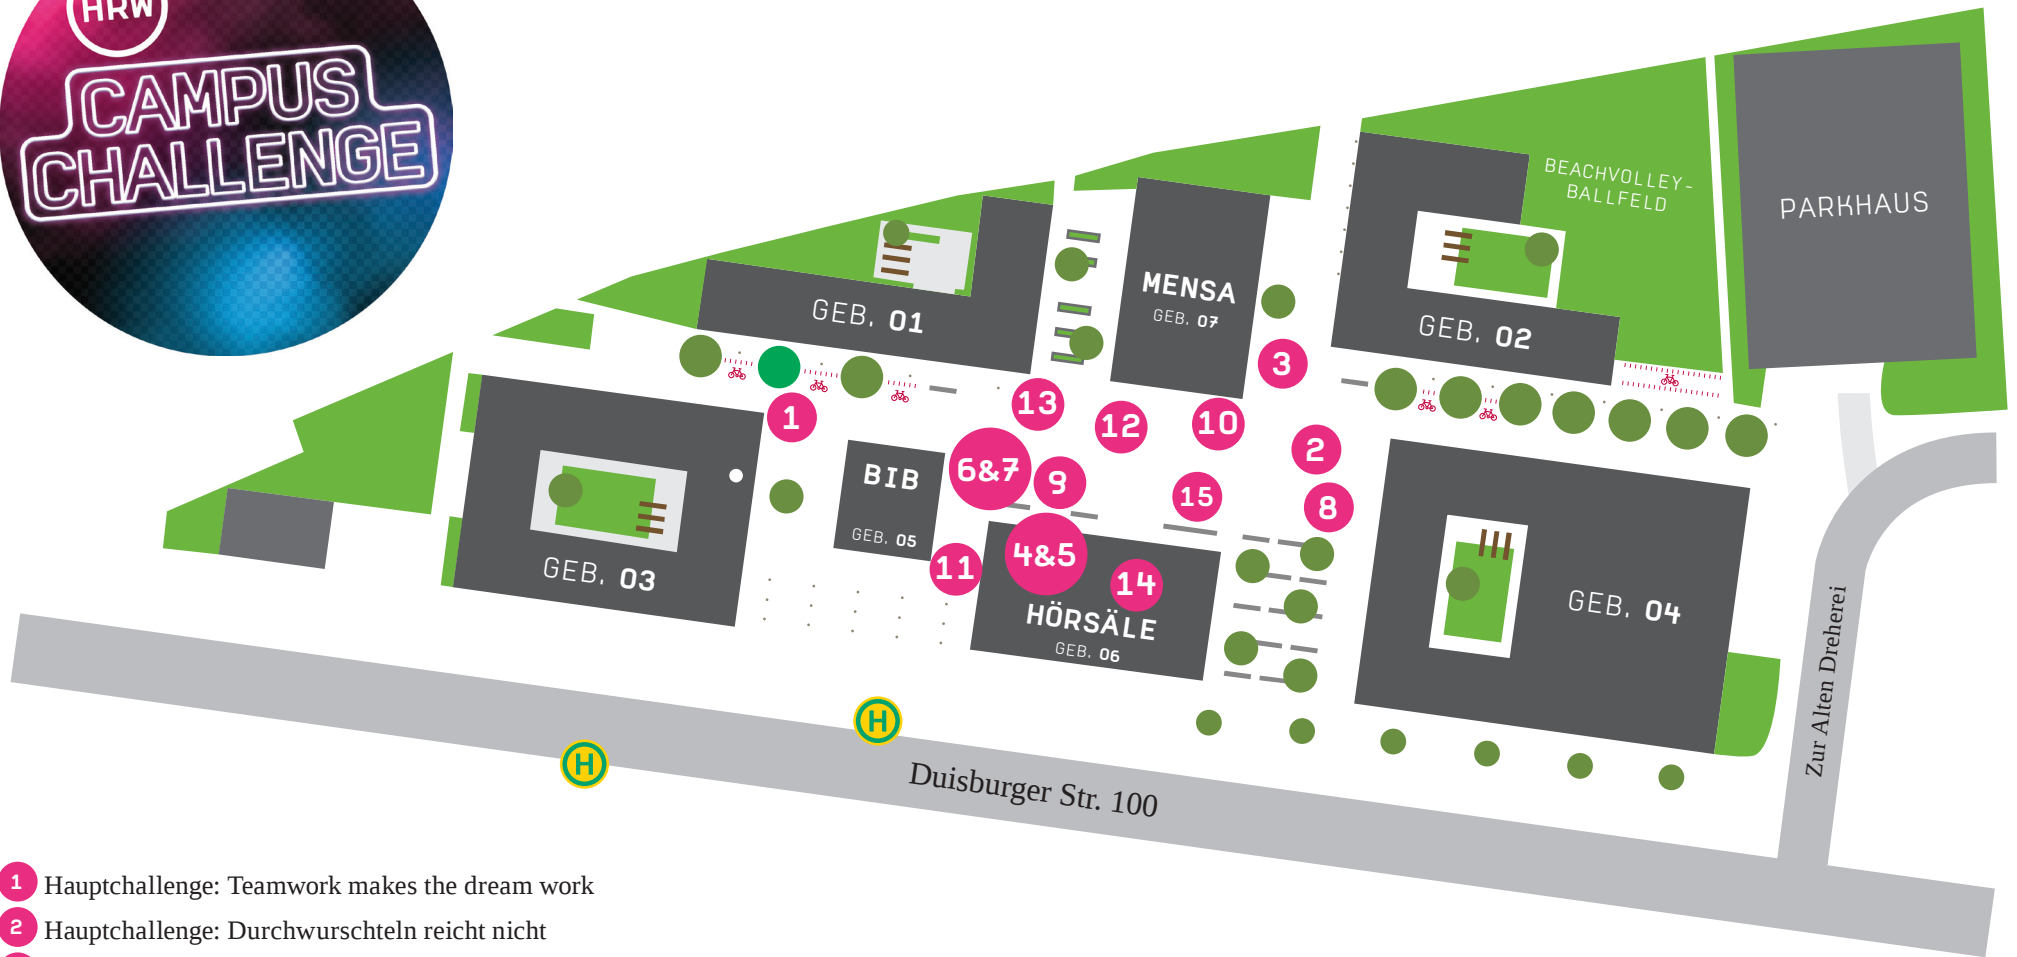 HRW
CAMPUS
CHALLENGE
BEACHVOLLEY-
BALLFELD
PARKHAUS
MENSA
GEB. 07
GEB. 01
GEB. 02
3
13
12
10
1
2
6&7
9
15
8
BIB
GEB. 05
4&5
11
14
GEB. 03
HÖRSÄLE
GEB. 06
GEB. 04
Zur Alten Dreherei
H
H
Duisburger Str. 100
1 Hauptchallenge: Teamwork makes the dream work
2 Hauptchallenge: Durchwurschteln reicht nicht